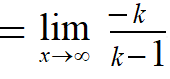 = lim x→∞ −k / k−1